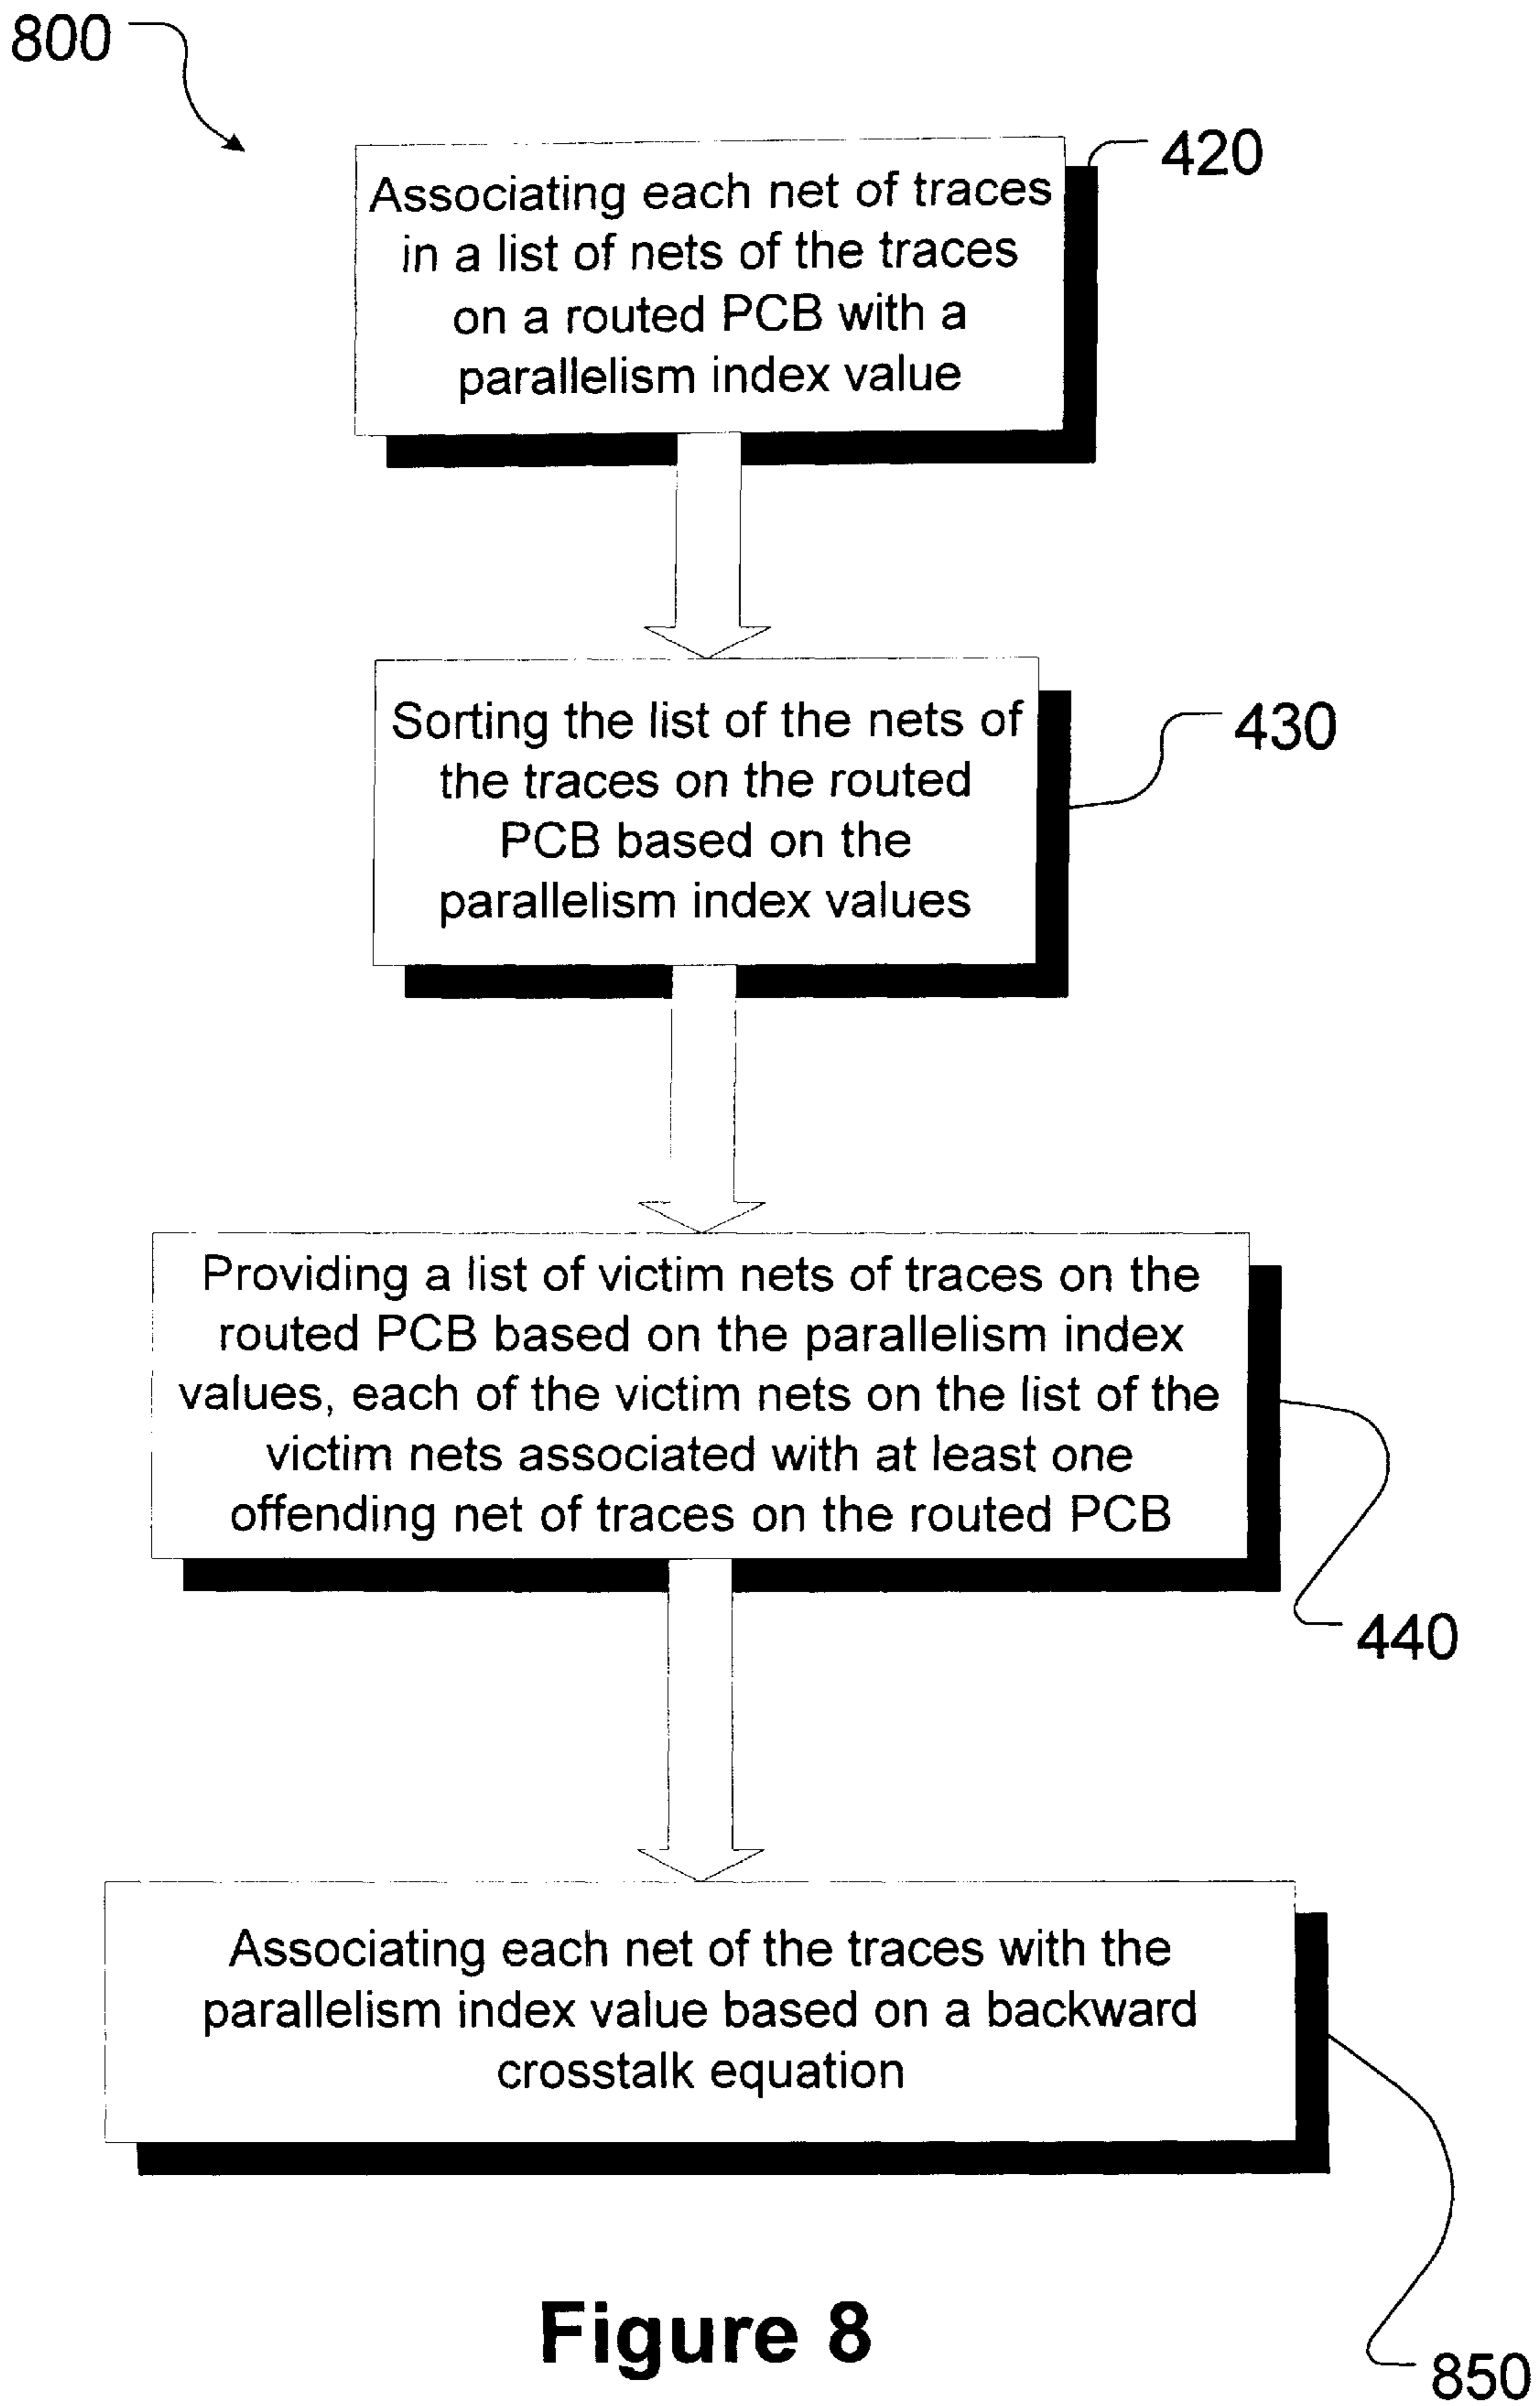 800
420
Associating each net of traces
in a list of nets of the traces
on a routed PCB with a
parallelism index value
430
Sorting the list of the nets of
the traces on the routed
PCB based on the
parallelism index values
Providing a list of victim nets of traces on the
routed PCB based on the parallelism index
values, each of the victim nets on the list of the
victim nets associated with at least one
offending net of traces on the routed PCB
440
Associating each net of the traces with the
parallelism index value based on a backward
crosstalk equation
850
Figure 8